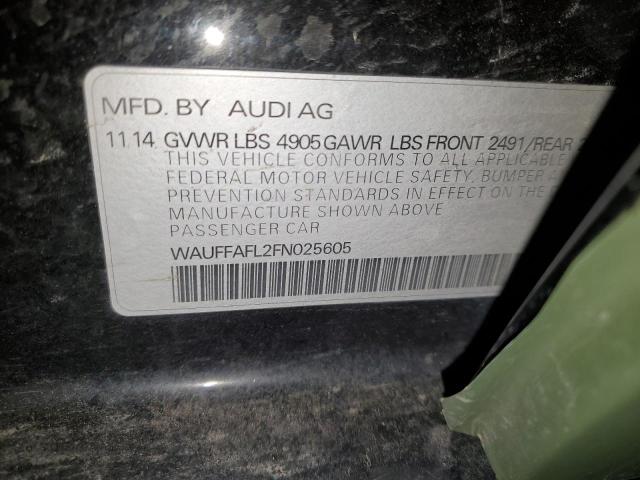 MFD. BY AUDI AG
11.14 GVWR LBS 4905 GAWR LBS FRONT 2491/REAR
THIS VEHICLE CONFORMS TO ALL APPLICABLE
FEDERAL MOTOR VEHICLE SAFETY, BUMPER
PREVENTION STANDARDS IN EFFECT ON THE
MANUFACTURE SHOWN ABOVE
PASSENGER CAR
WAUFFAFL2FN025605